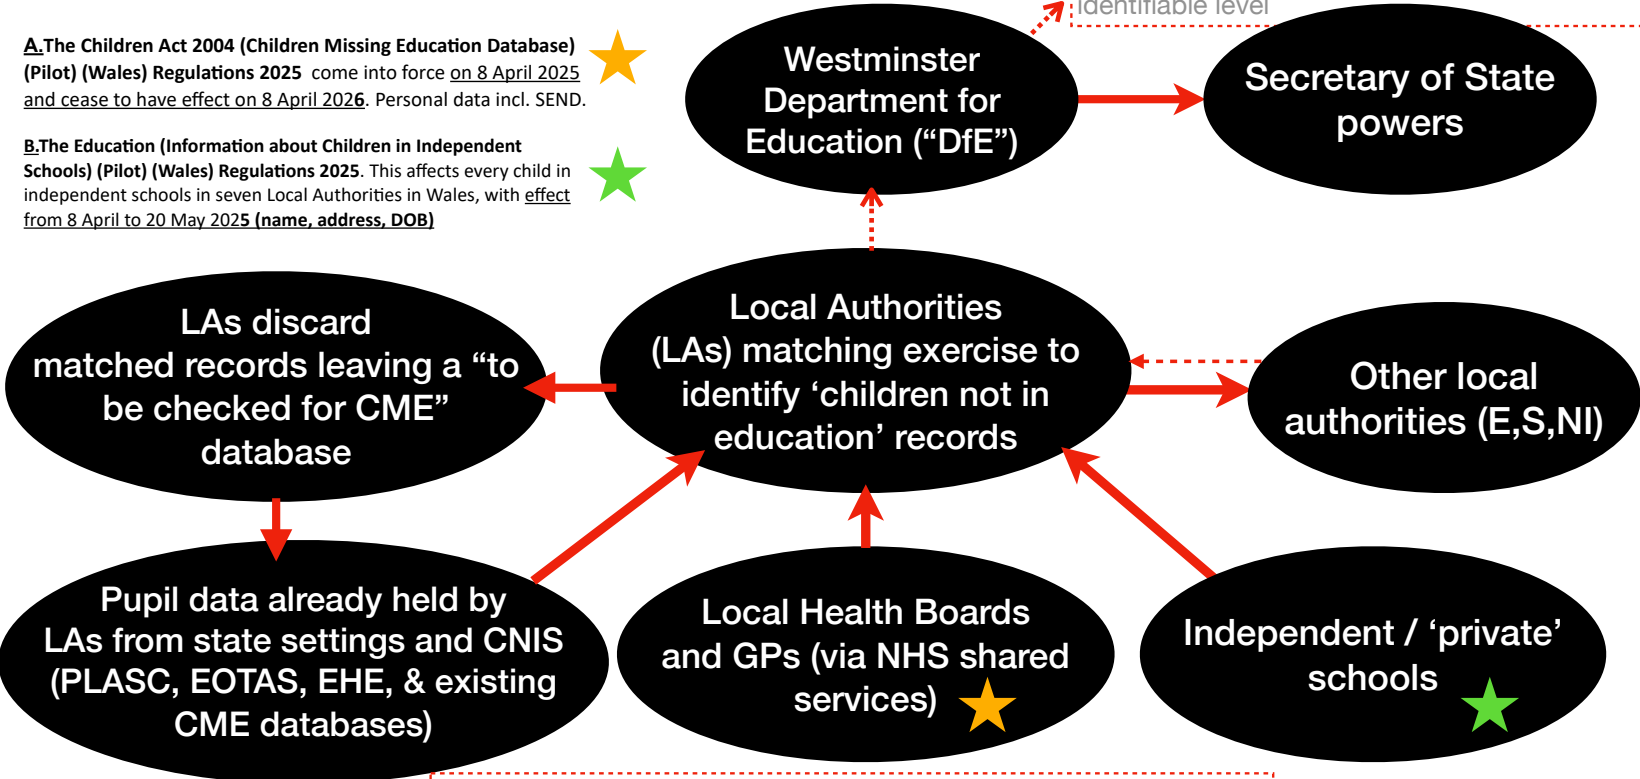 identifiable level
A.The Children Act 2004 (Children Missing Education Database)
(Pilot) (Wales) Regulations 2025 come into force on 8 April 2025
and cease to have effect on 8 April 2026. Personal data incl. SEND.
B.The Education (Information about Children in Independent
Schools) (Pilot) (Wales) Regulations 2025. This affects every child in
independent schools in seven Local Authorities in Wales, with effect
from 8 April to 20 May 2025 (name, address, DOB)
Westminster
Department for
Education (“DfE”)
Secretary of State
powers
LAs discard
matched records leaving a “to
be checked for CME”
database
Local Authorities
(LAs) matching exercise to
identify ‘children not in
education’ records
Other local
authorities (E,S,NI)
Pupil data already held by
LAs from state settings and CNIS
(PLASC, EOTAS, EHE, & existing
CME databases)
Local Health Boards
and GPs (via NHS shared
services)
Independent / ‘private’
schools